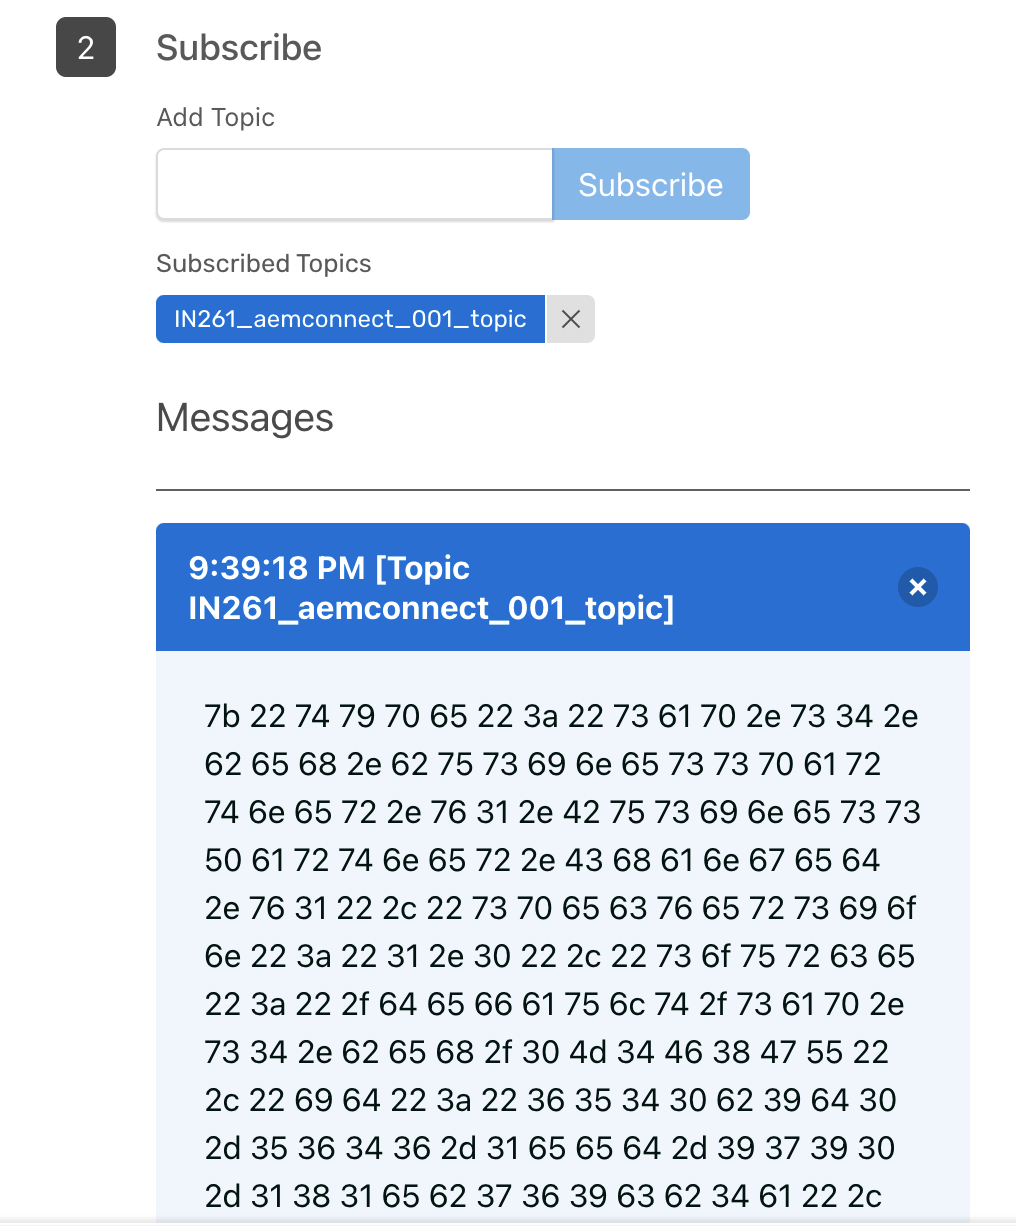 2
Subscribe
Add Topic
Subscribe
Subscribed Topics
IN261_aemconnect_001_topic
Messages
9:39:18 PM [Topic
IN261_aemconnect_001_topic]
7b 22 74 79 70 65 22 3a 22 73 61 70 2e 73 34 2e
62 65 68 2e 62 75 73 69 6e 65 73 73 70 61 72
74 6e 65 72 2e 76 31 2e 42 75 73 69 6e 65 73 73
50 61 72 74 6e 65 72 2e 43 68 61 6e 67 65 64
2e 76 31 22 2c 22 73 70 65 63 76 65 72 73 69 6f
6e 22 3a 22 31 2e 30 22 2c 22 73 6f 75 72 63 65
22 3a 22 2f 64 65 66 61 75 6c 74 2f 73 61 70 2e
73 34 2e 62 65 68 2f 30 4d 34 46 38 47 55 22
2c 22 69 64 22 3a 22 36 35 34 30 62 39 64 30
2d 35 36 34 36 2d 31 65 65 64 2d 39 37 39 30
2d 31 38 31 65 62 37 36 39 63 62 34 61 22 2c